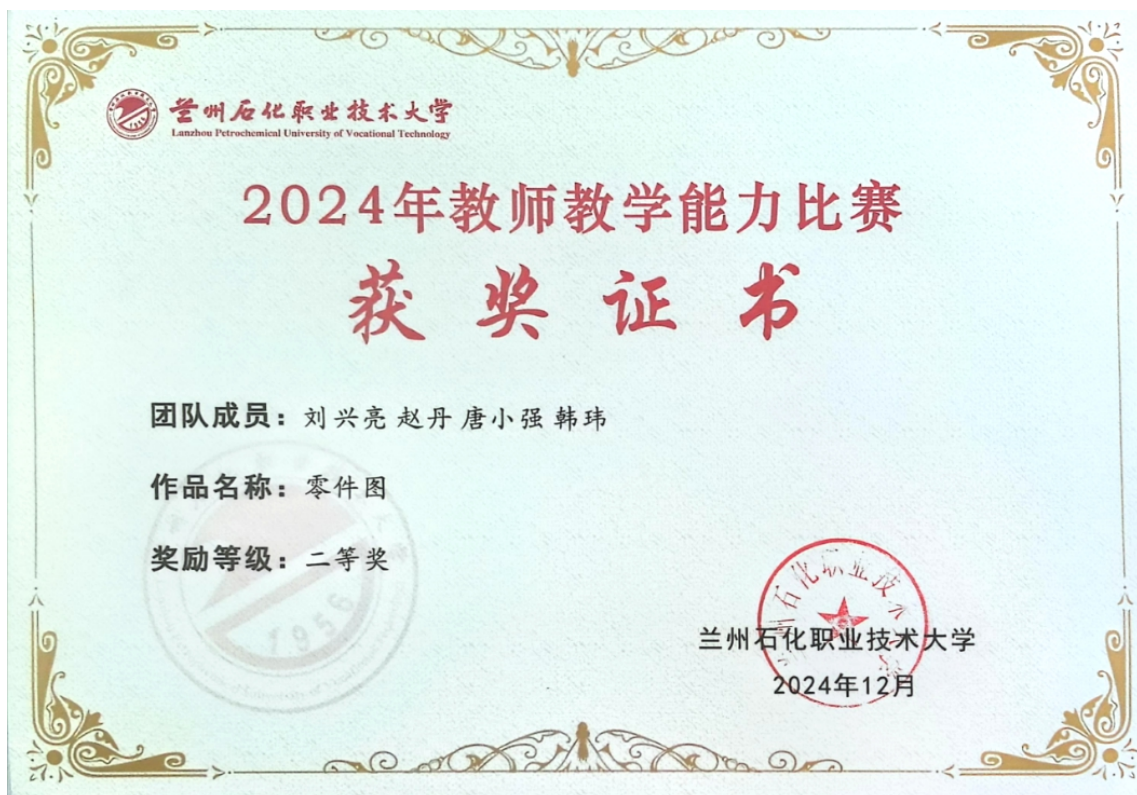 兰州石化职业技术大学
Lanzhou Petrochemical University of Vocational Technology
2024年教师教学能力比赛
获奖证书
团队成员：刘兴亮 赵丹 唐小强 韩玮
作品名称：零件图
奖励等级：二等奖
1956
兰州石化职业技术大学
2024年12月